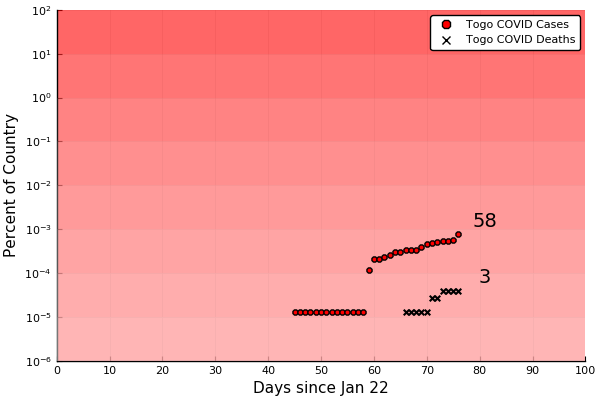 Togo COVID Cases
Togo COVID Deaths
Percent of Country
10²
10¹
10⁰
10⁻¹
10⁻²
10⁻³
10⁻⁴
10⁻⁵
10⁻⁶
58
3
0 10 20 30 40 50 60 70 80 90 100
Days since Jan 22